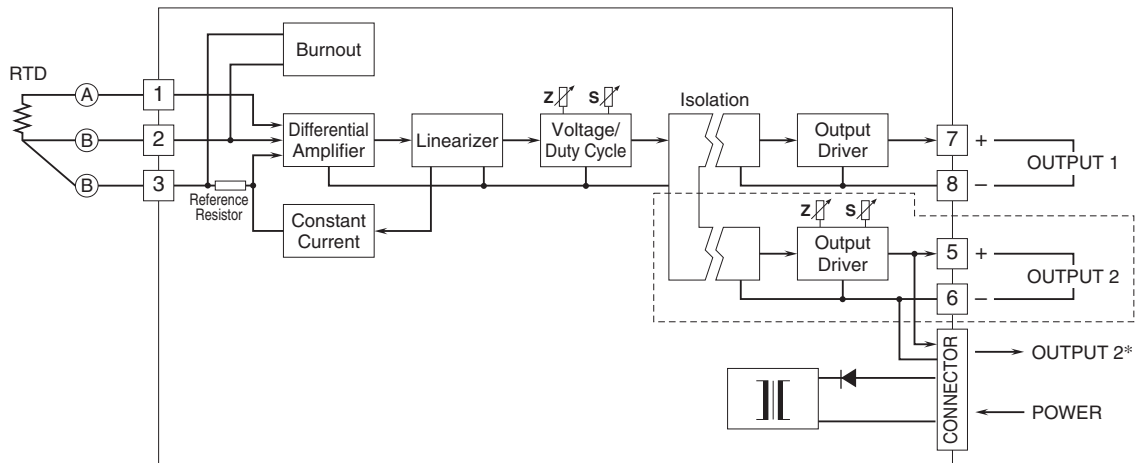 RTD
A
B
B
1
2
3
Burnout
Reference
Resistor
Differential
Amplifier
Constant
Current
Linearizer
Z
S
Voltage/
Duty Cycle
Isolation
Output
Driver
7
+
8
−
OUTPUT 1
Z
S
Output
Driver
5
+
6
−
OUTPUT 2
CONNECTOR
OUTPUT 2*
POWER